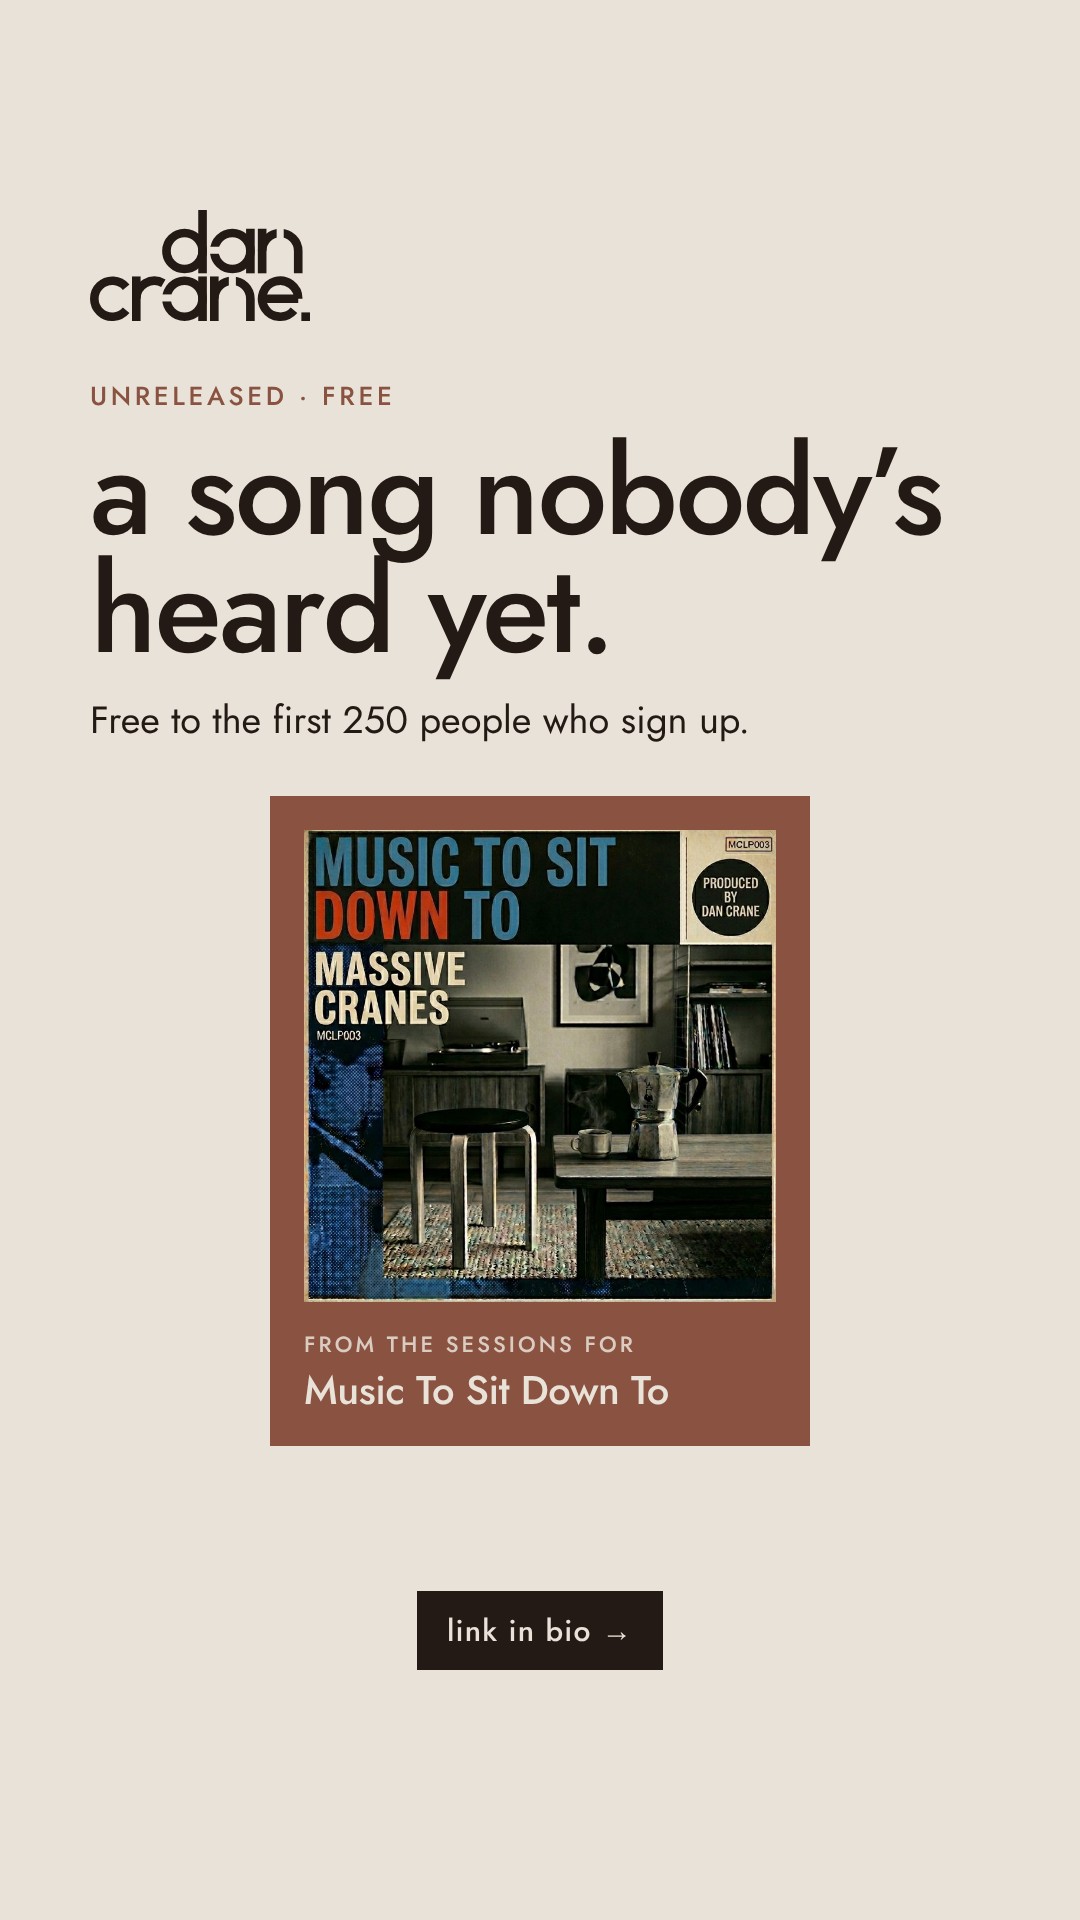 dan
crane.
UNRELEASED · FREE
a song nobody's
heard yet.
Free to the first 250 people who sign up.
MUSIC TO SIT
DOWN TO
MCLP003
PRODUCED
BY
DAN CRANE
MASSIVE
CRANES
MCLP003
FROM THE SESSIONS FOR
Music To Sit Down To
link in bio →